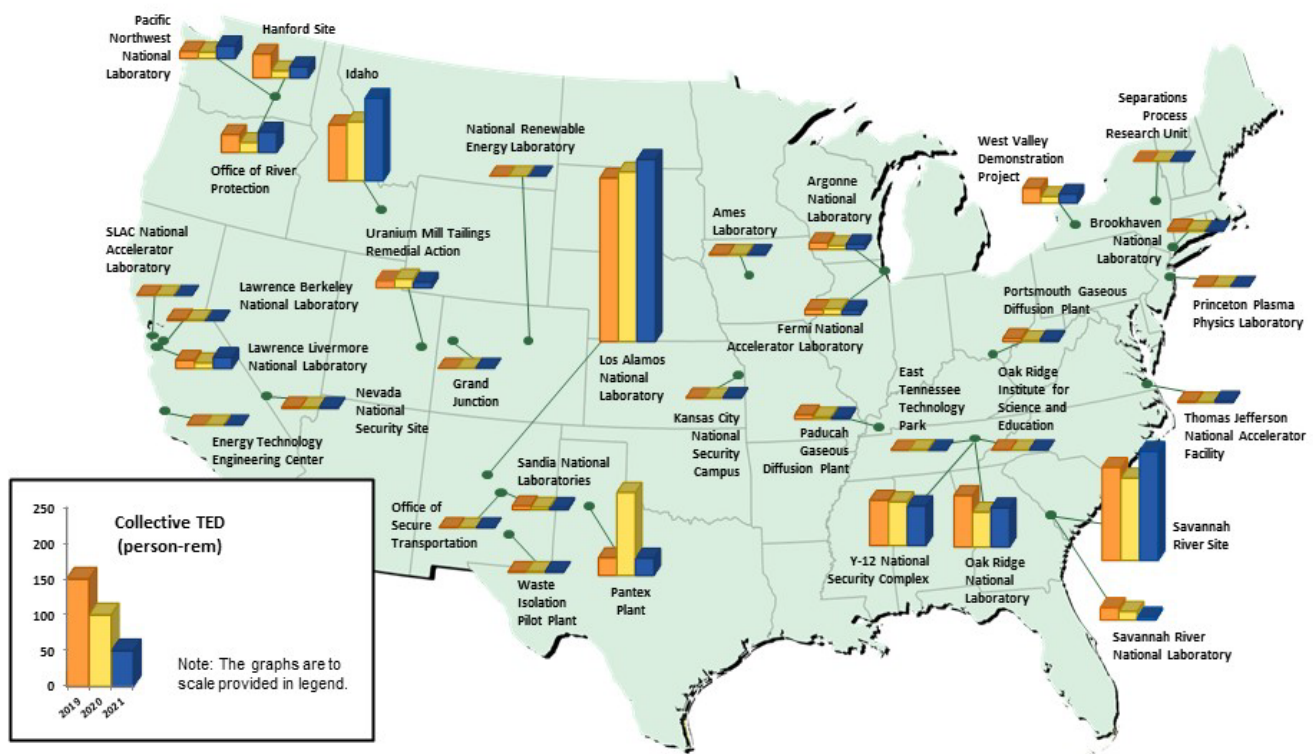 Pacific
Northwest
National
Laboratory
Hanford Site
Idaho
Office of River
Protection
National Renewable
Energy Laboratory
Uranium Mill Tailings
Remedial Action
SLAC National
Accelerator
Laboratory
Lawrence Berkeley
National Laboratory
Lawrence Livermore
National Laboratory
Energy Technology
Engineering Center
Nevada
National
Security Site
Grand
Junction
Los Alamos
National
Laboratory
Ames
Laboratory
Argonne
National
Laboratory
Fermi National
Accelerator Laboratory
West Valley
Demonstration
Project
Separations
Process
Research Unit
Brookhaven
National
Laboratory
Princeton Plasma
Physics Laboratory
Portsmouth Gaseous
Diffusion Plant
Kansas City
National
Security
Campus
Paducah
Gaseous
Diffusion Plant
East
Tennessee
Technology
Park
Oak Ridge
Institute for
Science and
Education
Thomas Jefferson
National Accelerator
Facility
Office of
Secure
Transportation
Sandia National
Laboratories
Waste
Isolation
Pilot Plant
Pantex
Plant
Y-12 National
Security Complex
Oak Ridge
National
Laboratory
Savannah
River Site
Savannah River
National Laboratory
Collective TED
(person-rem)
250
200
150
100
50
0
2019
2020
2021
Note: The graphs are to
scale provided in legend.